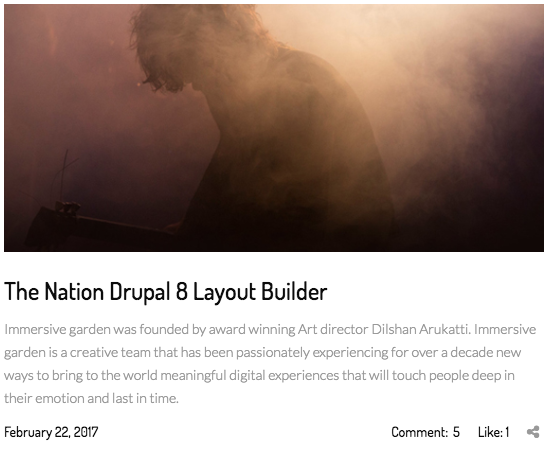 The Nation Drupal 8 Layout Builder
Immersive garden was founded by award winning Art director Dilshan Arukatti. Immersive
garden is a creative team that has been passionately experiencing for over a decade new
ways to bring to the world meaningful digital experiences that will touch people deep in
their emotion and last in time.
February 22, 2017 Comment: 5 Like: 1